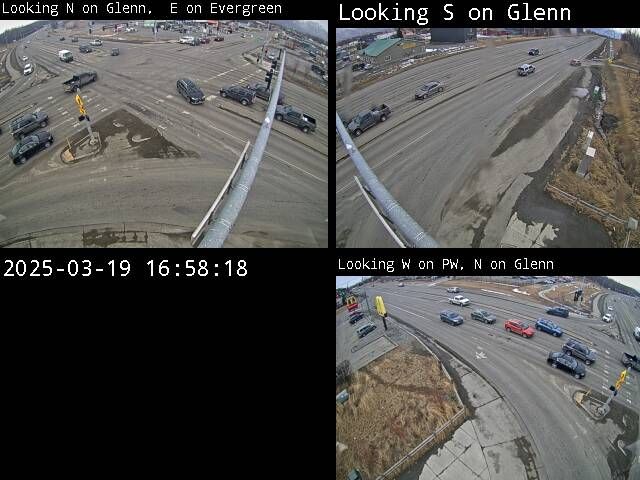 Looking N on Glenn,  E on Evergreen
Looking S on Glenn
2025-03-19 16:58:18
Looking W on PW, N on Glenn